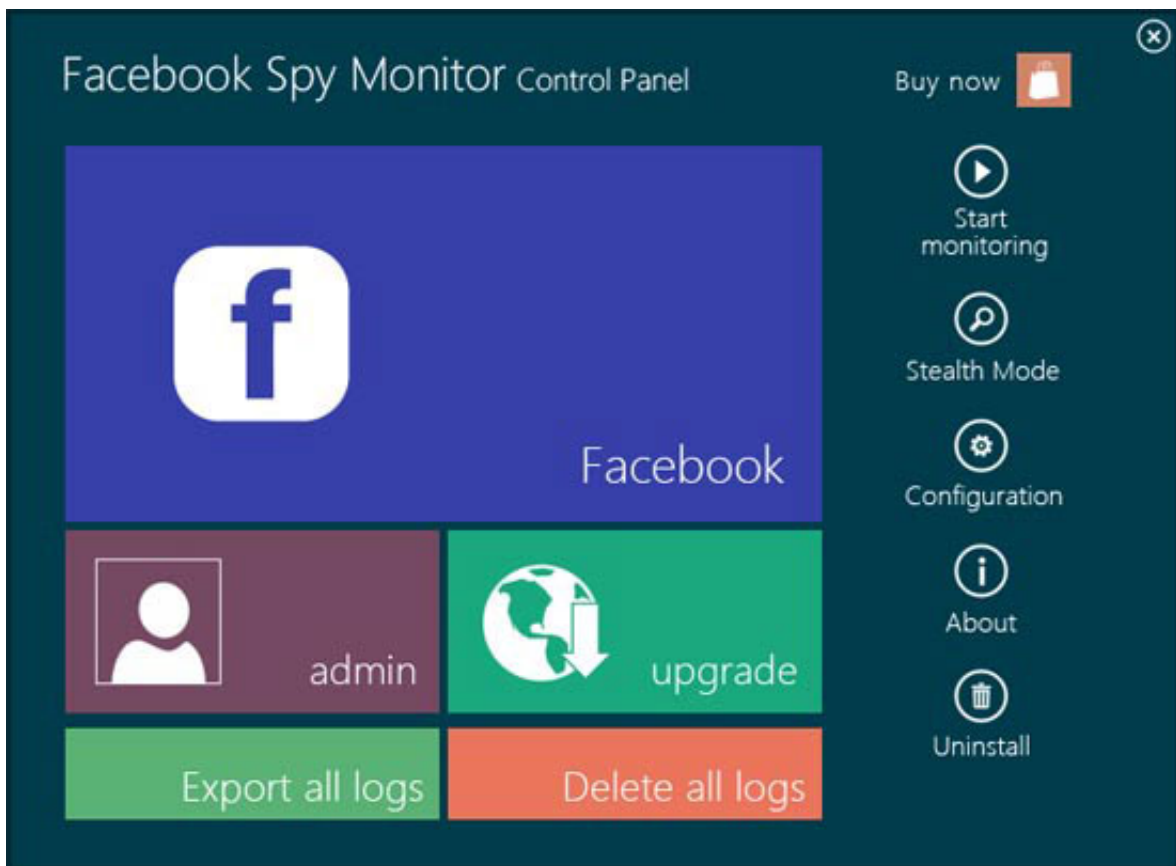 Facebook Spy Monitor Control Panel
Buy now
f
Facebook
admin
upgrade
Export all logs
Delete all logs
Start
monitoring
Stealth Mode
Configuration
About
Uninstall